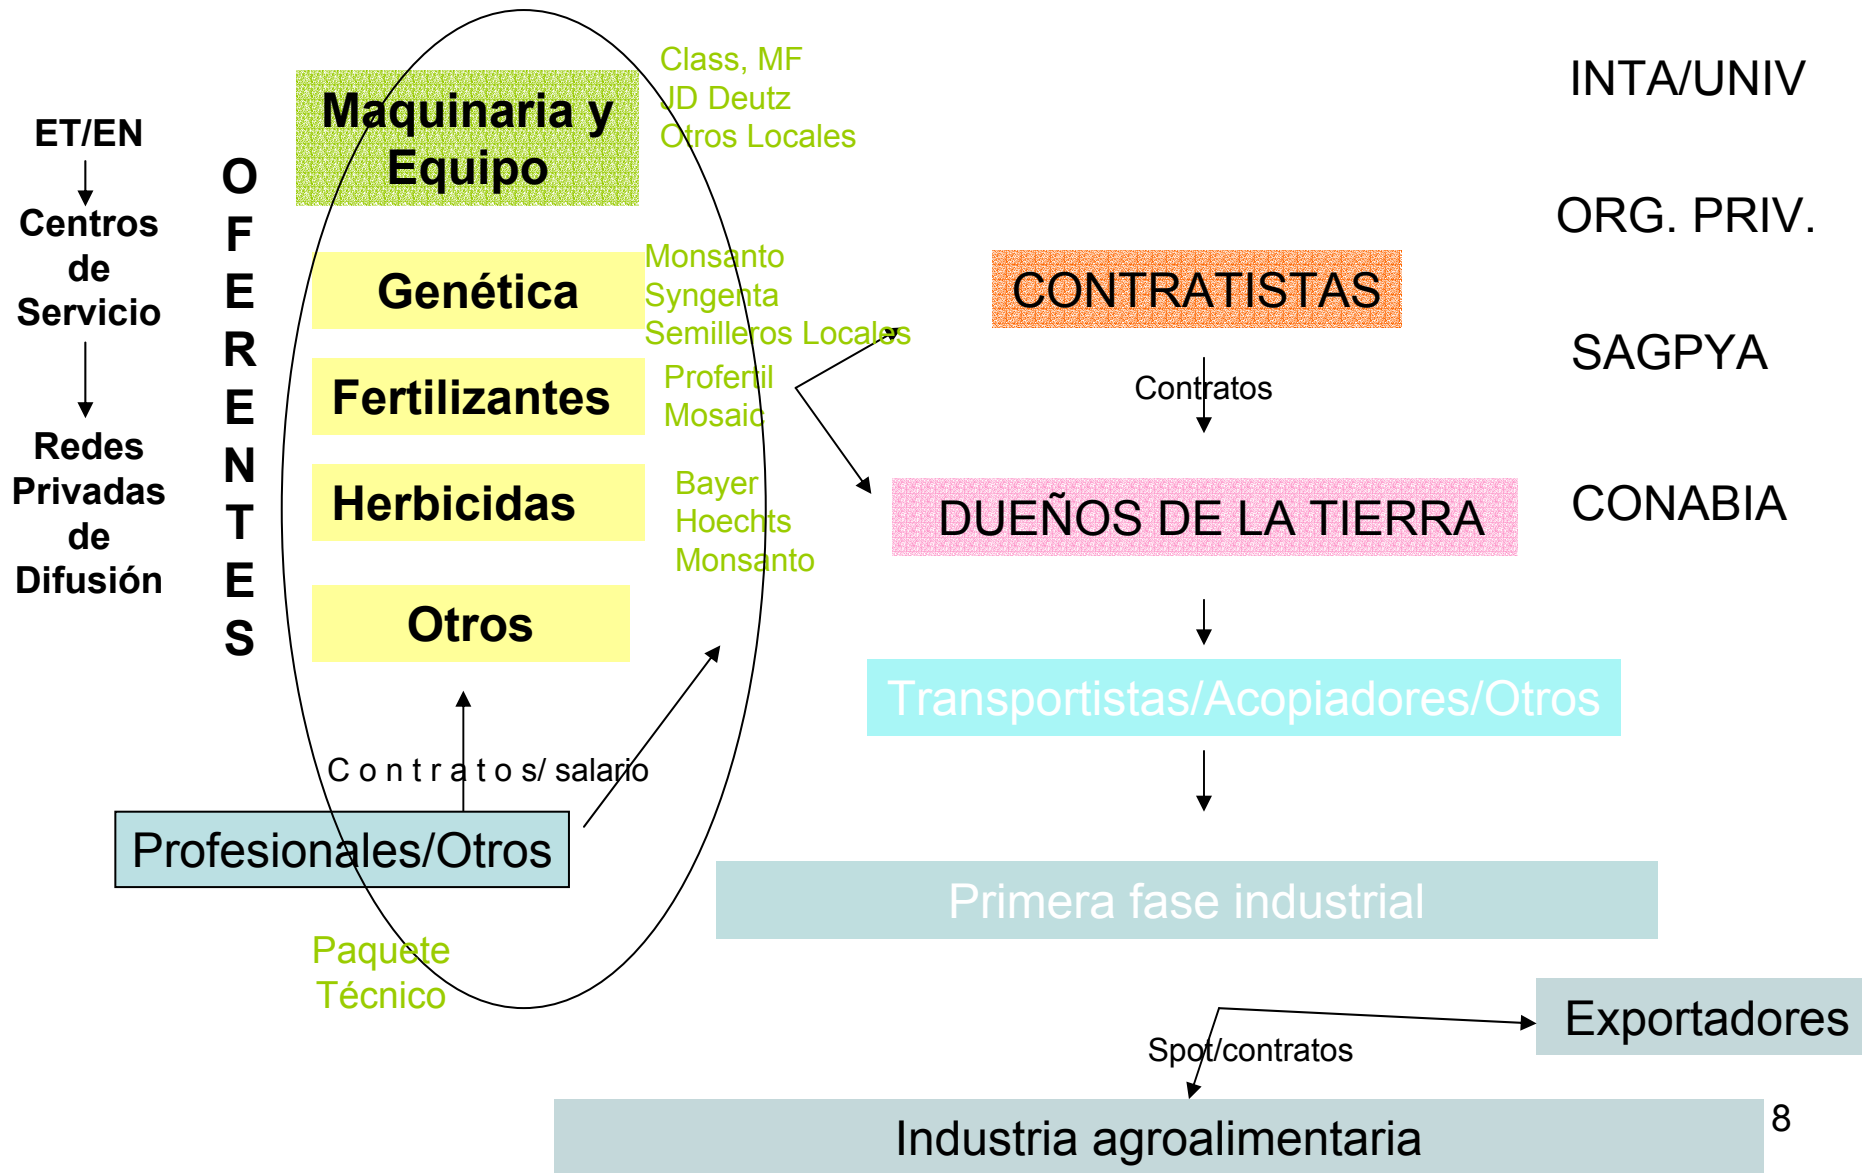 ET/EN
Centros
de
Servicio
Redes
Privadas
de
Difusión
O
F
E
R
E
N
T
E
S
Maquinaria y
Equipo
Class, MF
JD Deutz
Otros Locales
Genética
Monsanto
Syngenta
Semilleros Locales
Fertilizantes
Profertil
Mosaic
Herbicidas
Bayer
Hoechts
Monsanto
Otros
C o n t r a t o s/ salario
Profesionales/Otros
Paquete
Técnico
CONTRATISTAS
Contratos
DUEÑOS DE LA TIERRA
Transportistas/Acopiadores/Otros
Primera fase industrial
Spot/contratos
Exportadores
Industria agroalimentaria
INTA/UNIV
ORG. PRIV.
SAGPYA
CONABIA
8